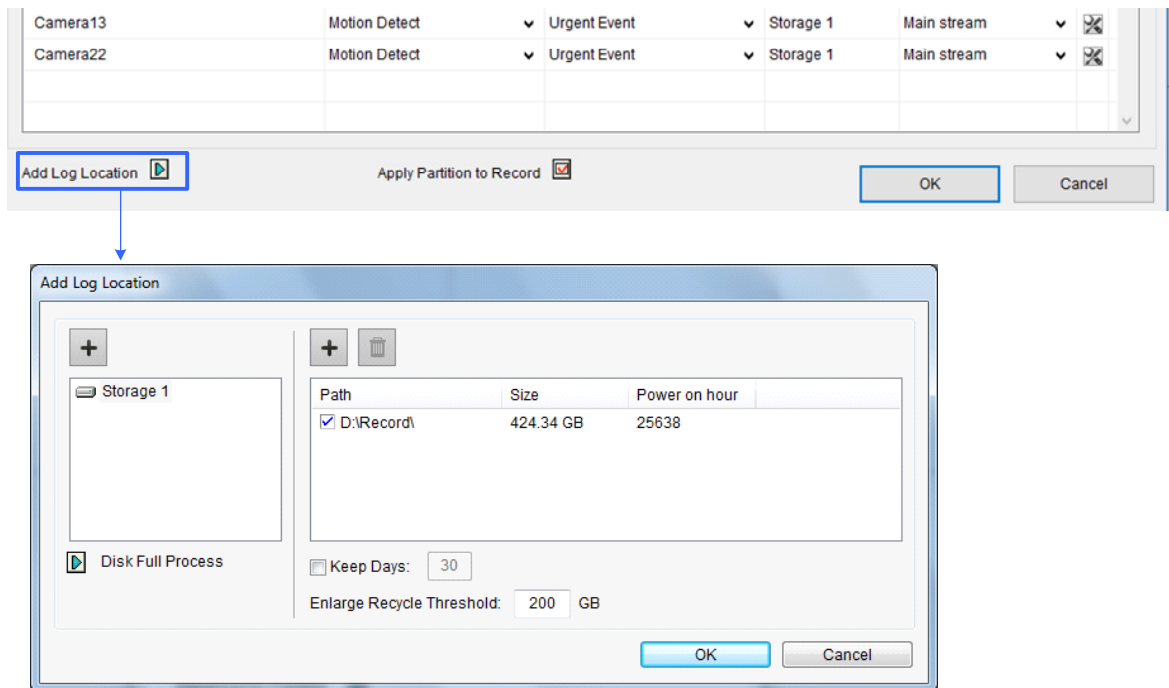 Camera13 Motion Detect Urgent Event Storage 1 Main stream
Camera22 Motion Detect Urgent Event Storage 1 Main stream
Add Log Location Apply Partition to Record OK Cancel
Add Log Location
Storage 1
Path Size Power on hour
D:\Record\ 424.34 GB 25638
Disk Full Process
Keep Days: 30
Enlarge Recycle Threshold: 200 GB
OK Cancel